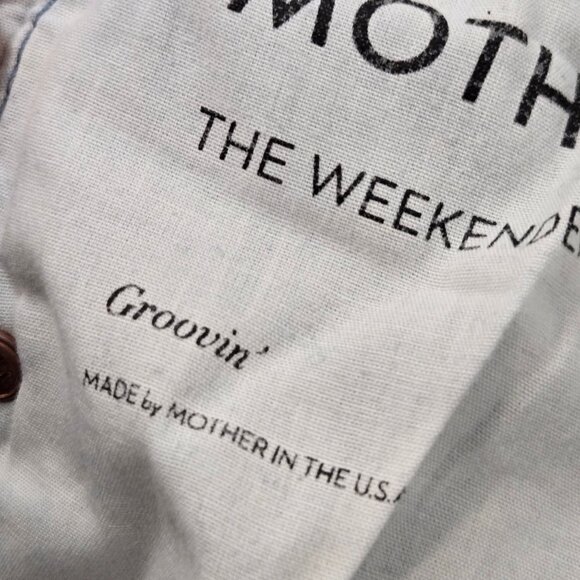 MOTH
THE WEEKENDE
Groovin'
MADE by MOTHER IN THE U.S.A